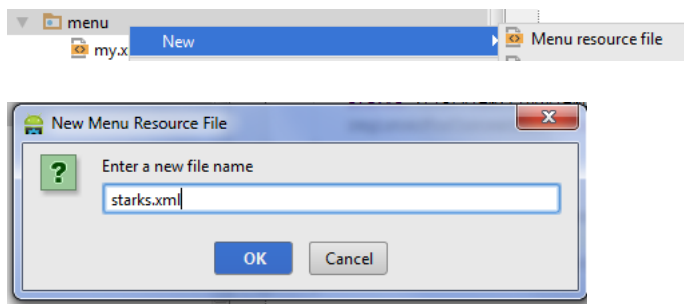 menu
my.x
New
Menu resource file
New Menu Resource File
Enter a new file name
starks.xml
OK
Cancel